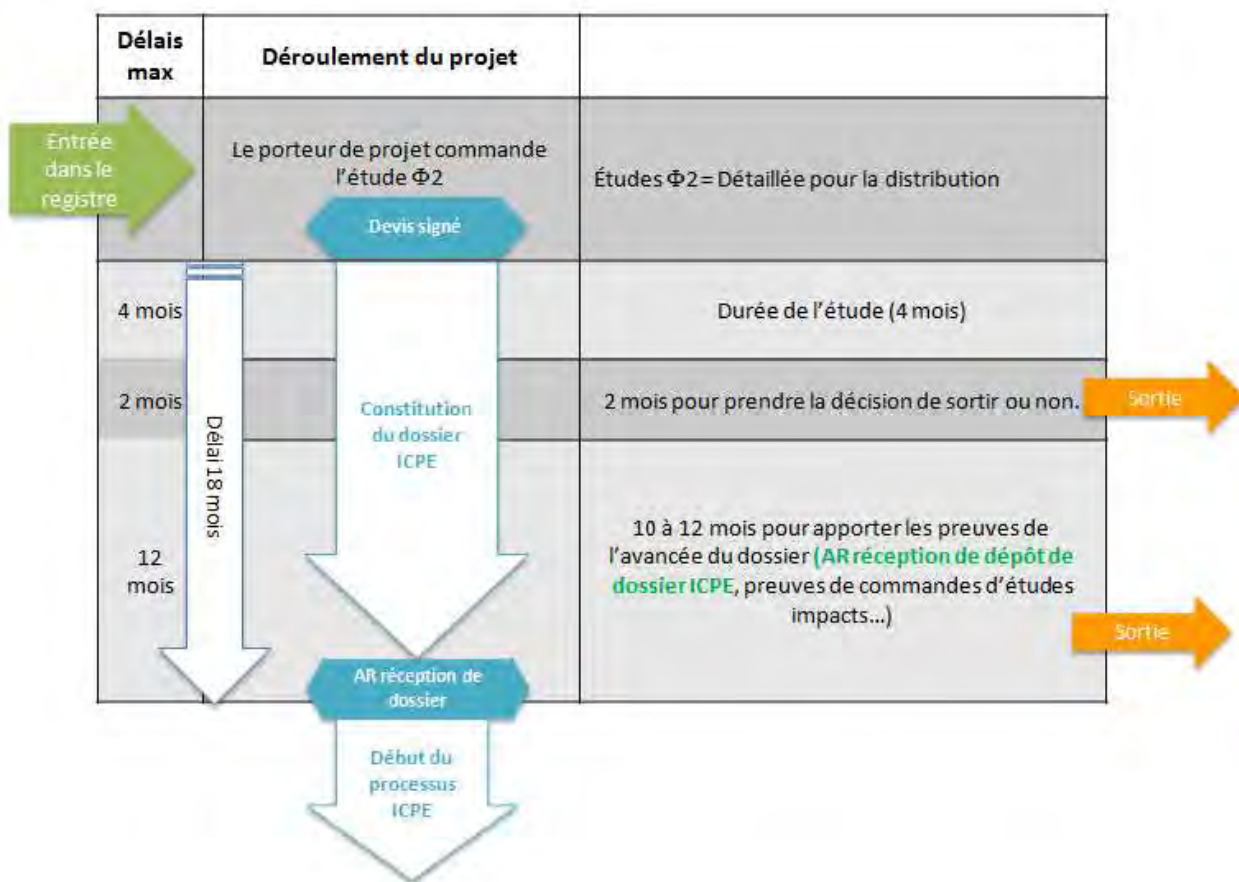 Délais
max
Déroulement du projet
Entrée
dans le
registre
Le porteur de projet commande
l'étude Φ2
Devis signé
Études Φ2 = Détaillée pour la distribution
4 mois
Durée de l'étude (4 mois)
2 mois
2 mois pour prendre la décision de sortir ou non.
Sortie
Délai 18 mois
Constitution
du dossier
ICPE
12
mois
10 à 12 mois pour apporter les preuves de
l'avancée du dossier (AR réception de dépôt de
dossier ICPE, preuves de commandes d'études
impacts...)
Sortie
AR réception de
dossier
Début du
processus
ICPE